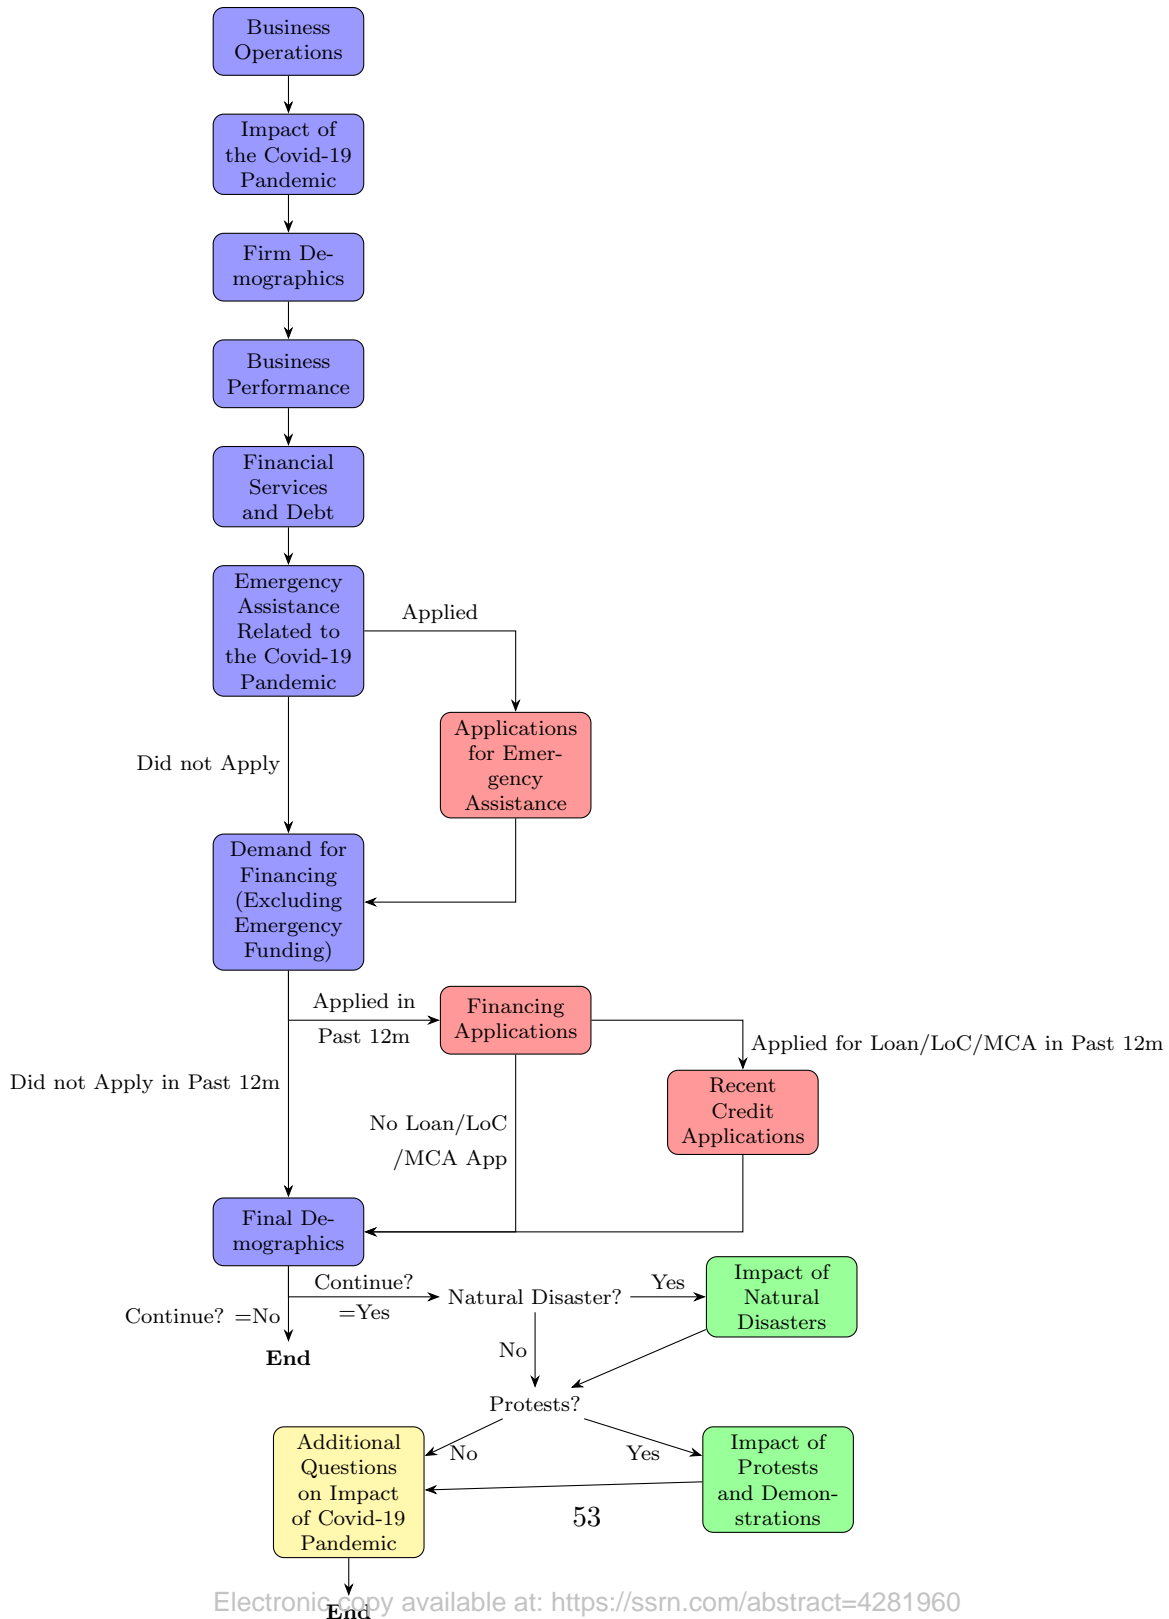 Business
Operations
Impact of
the Covid-19
Pandemic
Firm De-
mographics
Business
Performance
Financial
Services
and Debt
Emergency
Assistance
Related to
the Covid-19
Pandemic
Applied
Applications
for Emer-
gency
Assistance
Did not Apply
Demand for
Financing
(Excluding
Emergency
Funding)
Applied in
Past 12m
Financing
Applications
Applied for Loan/LoC/MCA in Past 12m
Did not Apply in Past 12m
Recent
Credit
Applications
No Loan/LoC
/MCA App
Final De-
mographics
Continue?
=Yes
Continue? =No
End
Natural Disaster?
Yes
Impact of
Natural
Disasters
No
Protests?
No
Yes
Additional
Questions
on Impact
of Covid-19
Pandemic
Impact of
Protests
and Demon-
strations
53
End
Electronic copy available at: https://ssrn.com/abstract=4281960